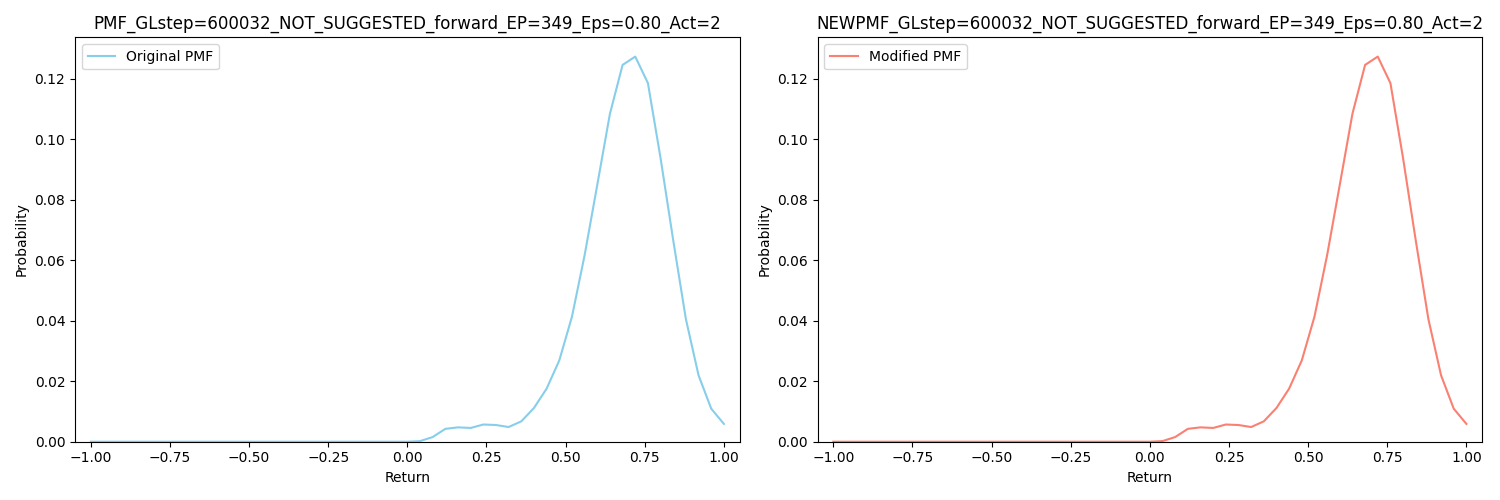 PMF_GLstep=600032_NOT_SUGGESTED_forward_EP=349_Eps=0.80_Act=2
Original PMF
Probability
0.12
0.10
0.08
0.06
0.04
0.02
0.00
−1.00 −0.75 −0.50 −0.25 0.00 0.25 0.50 0.75 1.00
Return
NEWPMF_GLstep=600032_NOT_SUGGESTED_forward_EP=349_Eps=0.80_Act=2
Modified PMF
Probability
0.12
0.10
0.08
0.06
0.04
0.02
0.00
−1.00 −0.75 −0.50 −0.25 0.00 0.25 0.50 0.75 1.00
Return